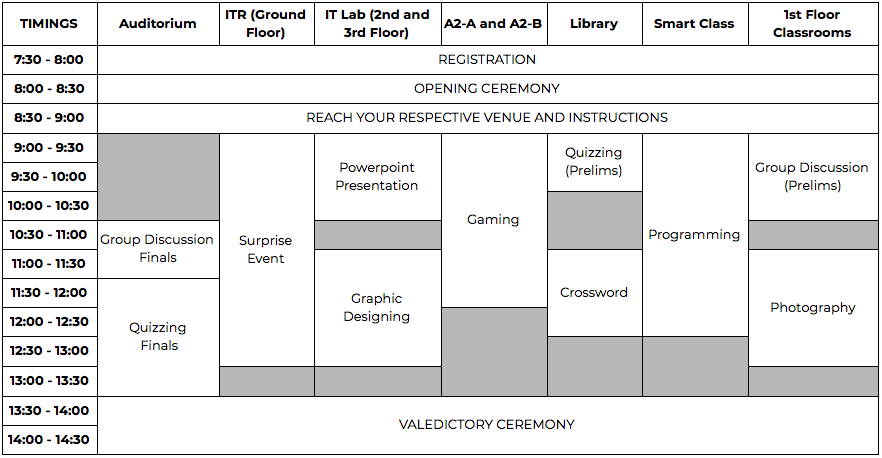 TIMINGS
Auditorium
ITR (Ground
Floor)
IT Lab (2nd and
3rd Floor)
A2-A and A2-B
Library
Smart Class
1st Floor
Classrooms
7:30 - 8:00
REGISTRATION
8:00 - 8:30
OPENING CEREMONY
8:30 - 9:00
REACH YOUR RESPECTIVE VENUE AND INSTRUCTIONS
9:00 - 9:30
9:30 - 10:00
10:00 - 10:30
10:30 - 11:00
11:00 - 11:30
11:30 - 12:00
12:00 - 12:30
12:30 - 13:00
13:00 - 13:30
Group Discussion
Finals
Quizzing
Finals
Surprise
Event
Powerpoint
Presentation
Graphic
Designing
Gaming
Quizzing
(Prelims)
Crossword
Programming
Group Discussion
(Prelims)
Photography
13:30 - 14:00
14:00 - 14:30
VALEDICTORY CEREMONY